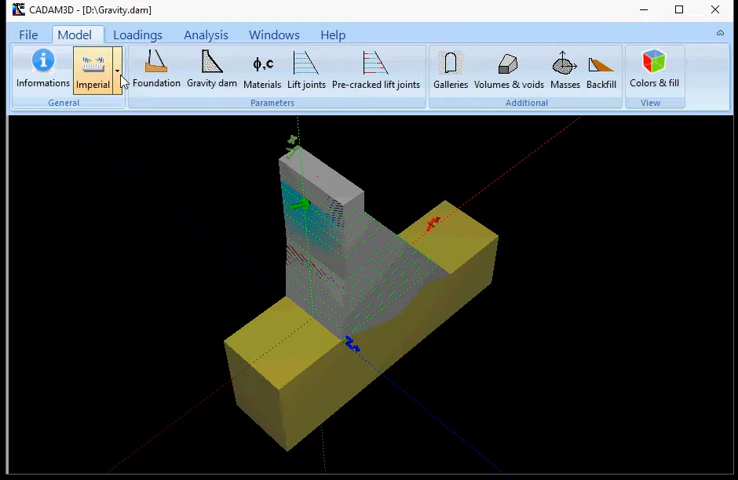 CADAM3D - [D:\Gravity.dam]
File Model Loadings Analysis Windows Help
Informations Imperial Foundation Gravity dam φ,c Materials Lift joints Pre-cracked lift joints Galleries Volumes & voids Masses Backfill Colors & fill
General Parameters Additional View